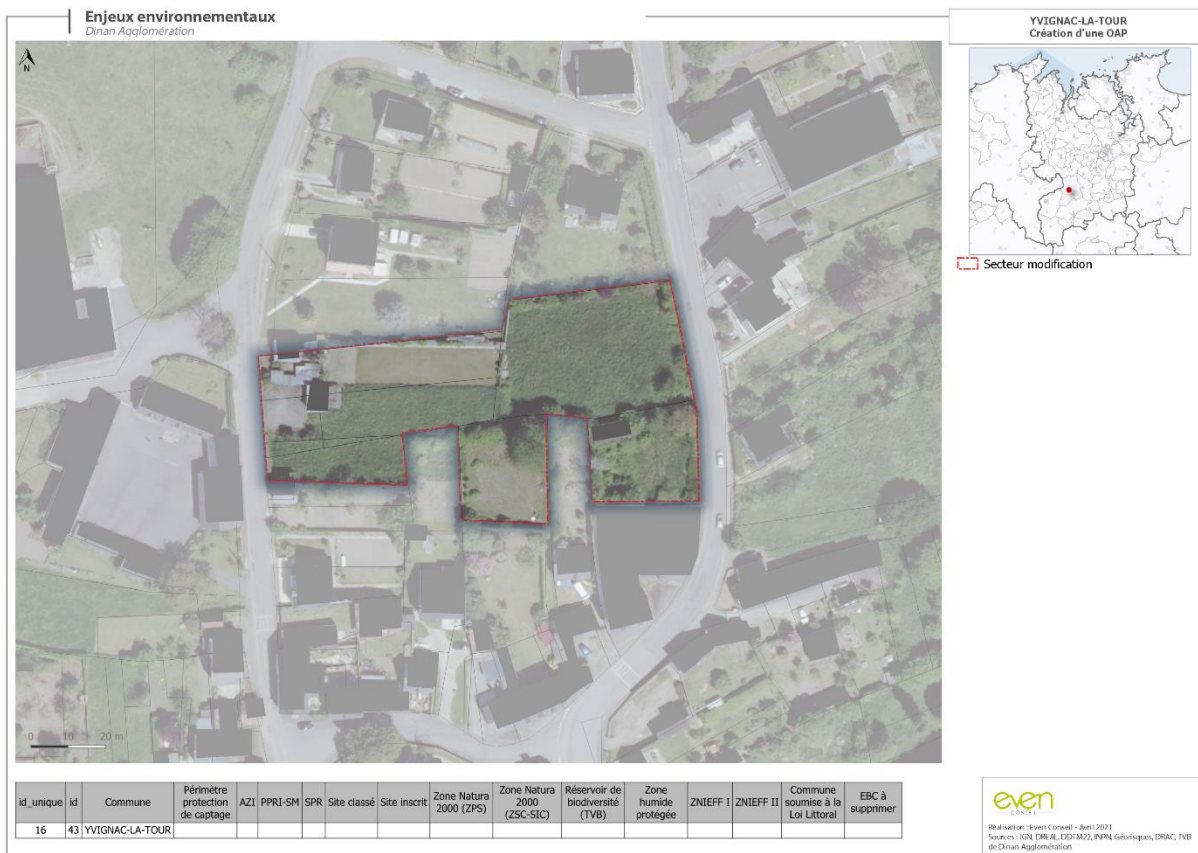 Enjeux environnementaux
Dinan Agglomération
YVIGNAC-LA-TOUR
Création d'une OAP
N
Secteur modification
0 10 20 m
id_unique id Commune Périmètre protection de captage AZI PPRI-SM SPR Site classé Site inscrit Zone Natura 2000 (ZPS) Zone Natura 2000 (ZSC-SIC) Réservoir de biodiversité (TVB) Zone humide protégée ZNIEFF I ZNIEFF II Commune soumise à la Loi Littoral EBC à supprimer
16 43 YVIGNAC-LA-TOUR
even
CONSEIL
Réalisation : Even Conseil - Avril 2021
Sources : IGN, DREAL, DDTM22, INPN, Géorisques, DRAC, TVB
de Dinan Agglomération